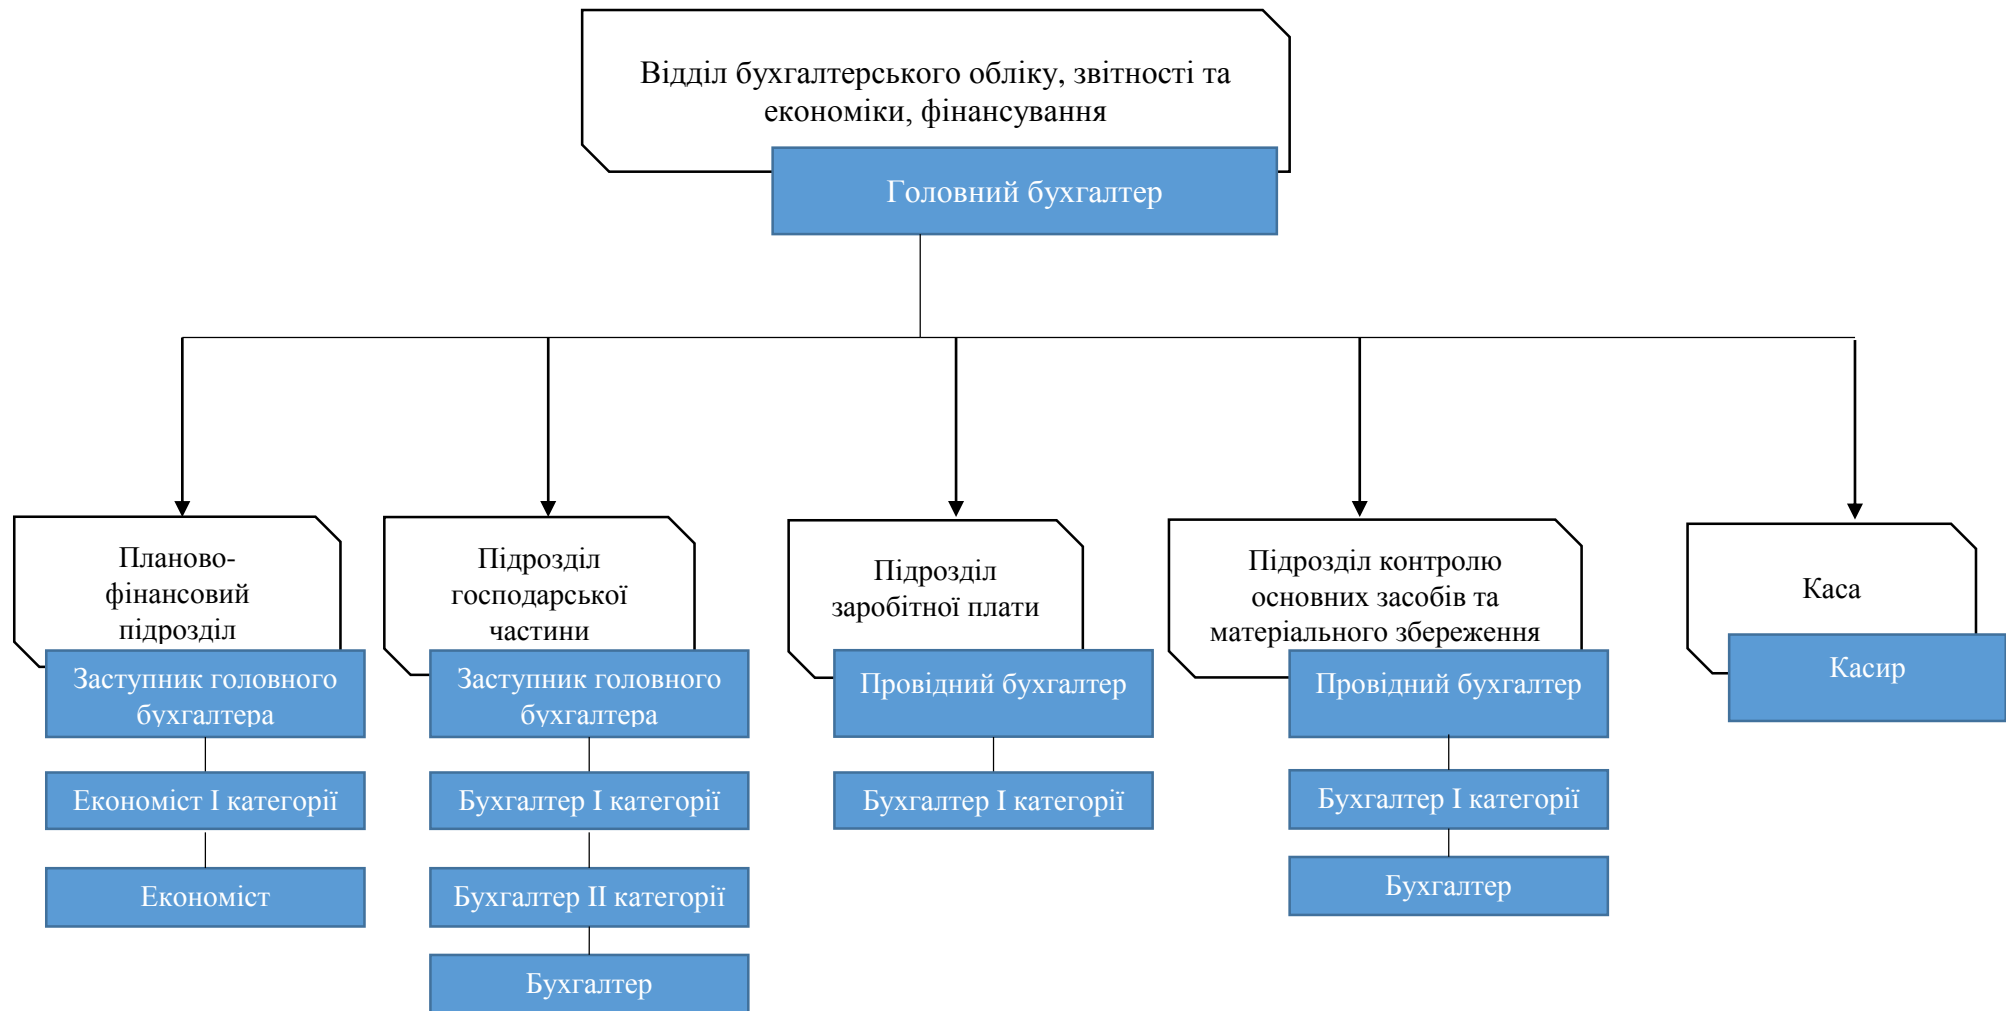 Відділ бухгалтерського обліку, звітності та
економіки, фінансування
Головний бухгалтер
Планово-
фінансовий
підрозділ
Заступник головного
бухгалтера
Економіст І категорії
Економіст
Підрозділ
господарської
частини
Заступник головного
бухгалтера
Бухгалтер І категорії
Бухгалтер ІІ категорії
Бухгалтер
Підрозділ
заробітної плати
Провідний бухгалтер
Бухгалтер І категорії
Підрозділ контролю
основних засобів та
матеріального збереження
Провідний бухгалтер
Бухгалтер І категорії
Бухгалтер
Каса
Касир